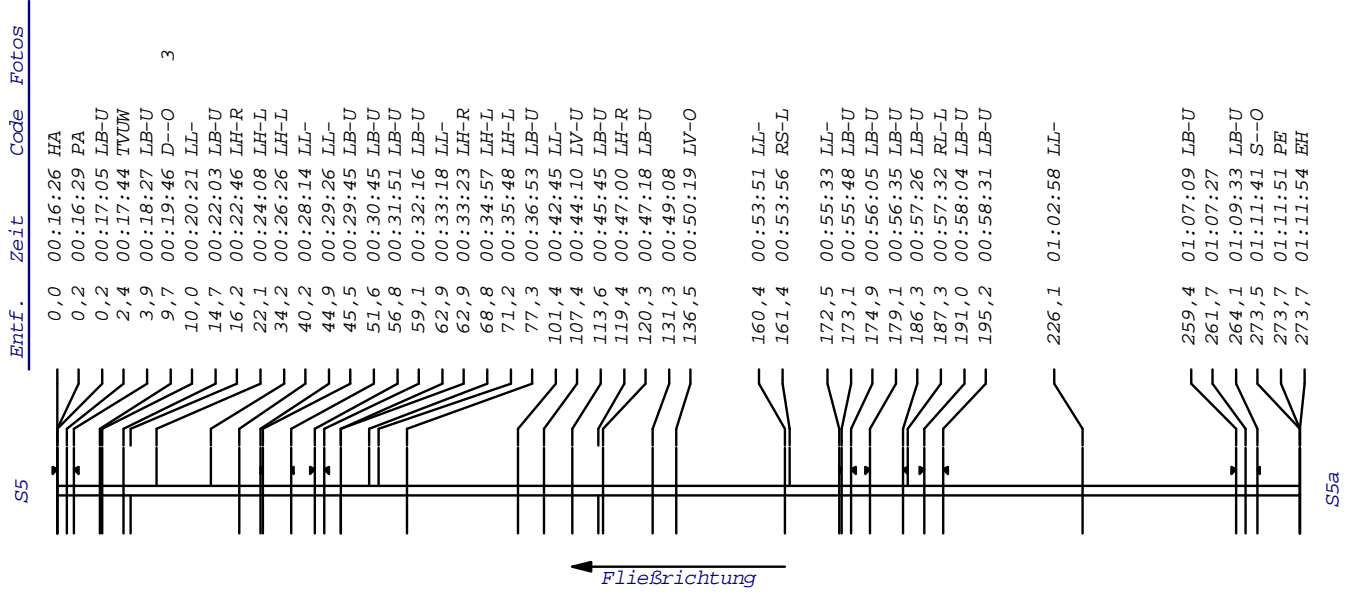 Entf. Zeit Code Fotos
S5
0,0 00:16:26 HA
0,2 00:16:29 PA
0,2 00:17:05 LB-U
2,4 00:17:44 TVUW
3,9 00:18:27 LB-U
9,7 00:19:46 D--O 3
10,0 00:20:21 LL-
14,7 00:22:03 LB-U
16,2 00:22:46 LH-R
22,1 00:24:08 LH-L
34,2 00:26:26 LH-L
40,2 00:28:14 LL-
44,9 00:29:26 LL-
45,5 00:29:45 LB-U
51,6 00:30:45 LB-U
56,8 00:31:51 LB-U
59,1 00:32:16 LB-U
62,9 00:33:18 LL-
62,9 00:33:23 LH-R
68,8 00:34:57 LH-L
71,2 00:35:48 LH-L
77,3 00:36:53 LB-U
101,4 00:42:45 LL-
107,4 00:44:10 LV-U
113,6 00:45:45 LB-U
119,4 00:47:00 LH-R
120,3 00:47:18 LB-U
131,3 00:49:08
136,5 00:50:19 LV-O
160,4 00:53:51 LL-
161,4 00:53:56 RS-L
172,5 00:55:33 LL-
173,1 00:55:48 LB-U
174,9 00:56:05 LB-U
179,1 00:56:35 LB-U
186,3 00:57:26 LB-U
187,3 00:57:32 RL-L
191,0 00:58:04 LB-U
195,2 00:58:31 LB-U
226,1 01:02:58 LL-
259,4 01:07:09 LB-U
261,7 01:07:27
264,1 01:09:33 LB-U
273,5 01:11:41 S--O
273,7 01:11:51 PE
273,7 01:11:54 EH
S5a
Fließrichtung